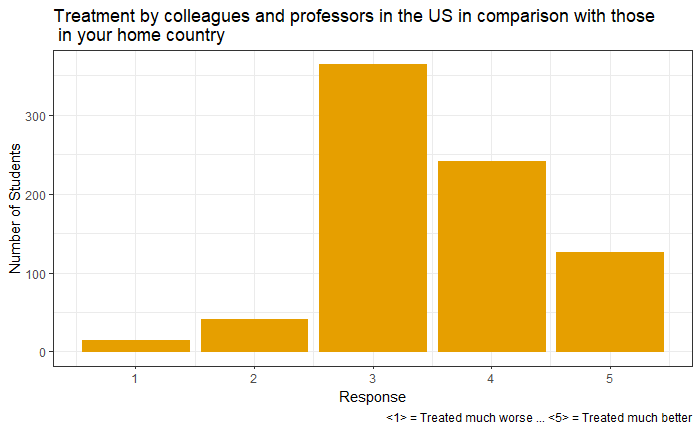 Treatment by colleagues and professors in the US in comparison with those
in your home country
Number of Students
300
200
100
0
1 2 3 4 5
Response
<1> = Treated much worse ... <5> = Treated much better